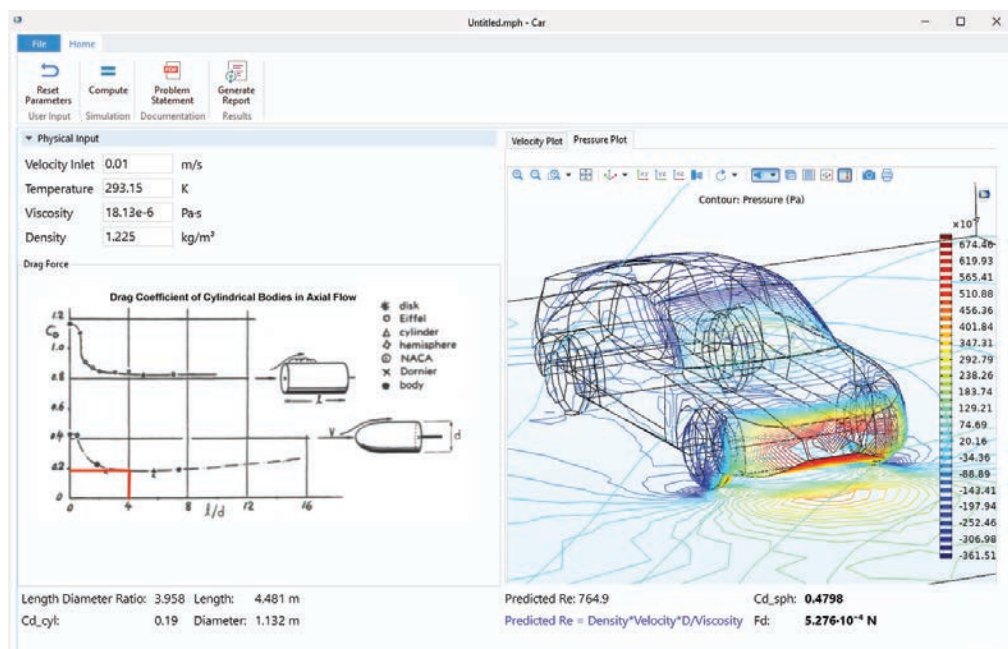 Untitled.mph - Car
File Home
Reset Parameters
Compute
Problem Statement
Generate Report
User Input Simulation Documentation Results
Physical Input
Velocity Inlet 0.01 m/s
Temperature 293.15 K
Viscosity 18.13e-6 Pa·s
Density 1.225 kg/m³
Drag Force
Drag Coefficient of Cylindrical Bodies in Axial Flow
disk
Eiffel
cylinder
hemisphere
NACA
Dornier
body
1.2
C_D
1.0
0.8
0.6
0.4
0.2
0
0 4 8 12 16
l/d
l
V
d
Length Diameter Ratio: 3.958 Length: 4.481 m
Cd_cyl: 0.19 Diameter: 1.132 m
Velocity Plot Pressure Plot
Contour: Pressure (Pa)
×10⁻⁷
674.46
619.93
565.41
510.88
456.36
401.84
347.31
292.79
238.26
183.74
129.21
74.69
20.16
-34.36
-88.89
-143.41
-197.94
-252.46
-306.98
-361.51
Predicted Re: 764.9 Cd_sph: 0.4798
Predicted Re = Density*Velocity*D/Viscosity Fd: 5.276·10⁻⁴ N